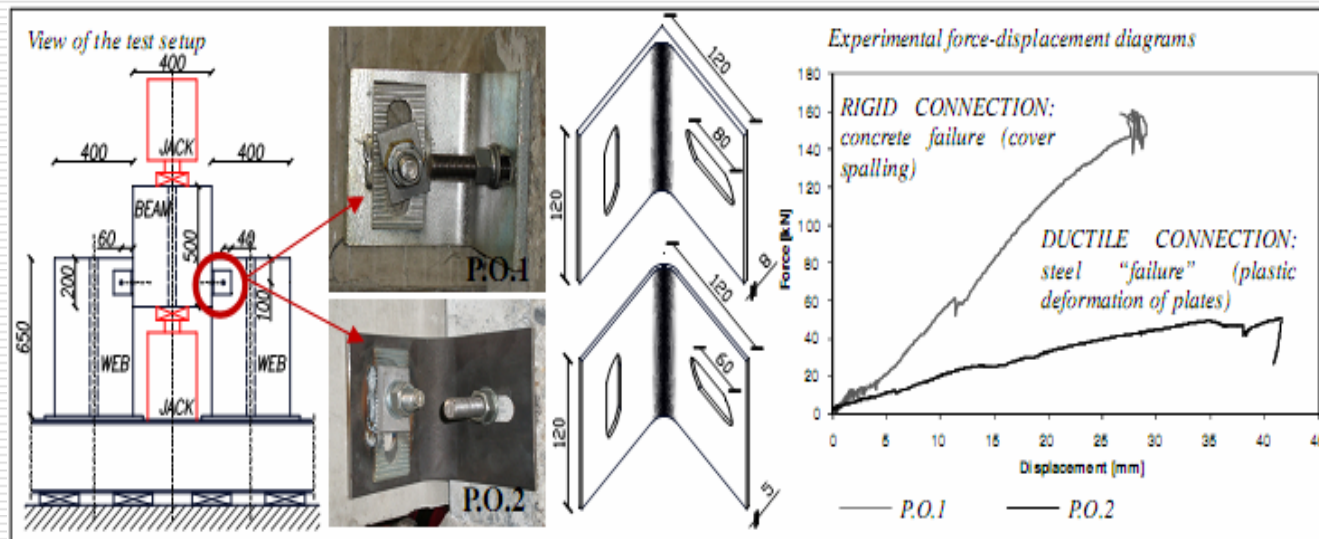 View of the test setup
400
JACK
400
400
BEAM
60
500
40
200
100
650
WEB
WEB
JACK
P.O.1
P.O.2
120
80
120
8
120
60
120
5
Experimental force-displacement diagrams
180
160
140
120
100
80
60
40
20
0
Force [kN]
RIGID CONNECTION:
concrete failure (cover
spalling)
DUCTILE CONNECTION:
steel “failure” (plastic
deformation of plates)
0
5
10
15
20
25
30
35
40
45
Displacement [mm]
P.O.1
P.O.2